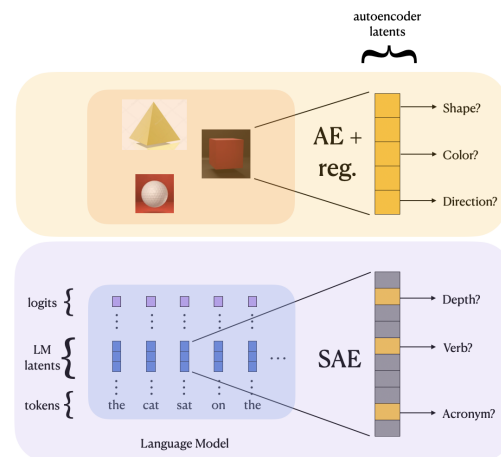 autoencoder
latents
Shape?
AE +
reg.
Color?
Direction?
logits
Depth?
LM
latents
SAE
Verb?
tokens
the cat sat on the
Acronym?
Language Model